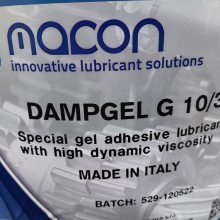 macon
innovative lubricant solutions
DAMPGEL G 10/3
Special gel adhesive lubrica
with high dynamic viscosity
MADE IN ITALY
BATCH: 529-120522